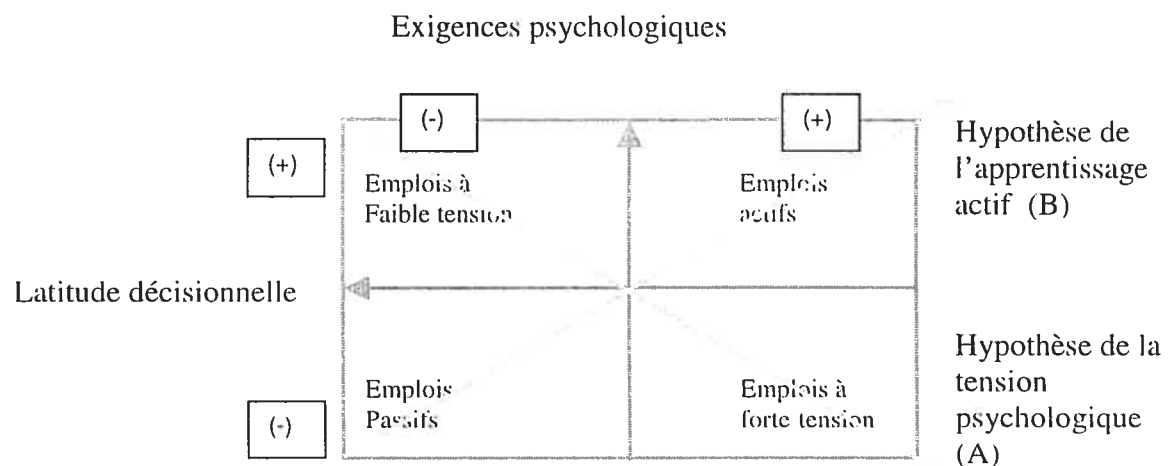 Exigences psychologiques
(-)
(+)
(+)
Emplois à
Faible tension
Emplois
actifs
Hypothèse de
l'apprentissage
actif (B)
Latitude décisionnelle
Emplois
Passifs
Emplois à
forte tension
(-)
Hypothèse de la
tension
psychologique
(A)